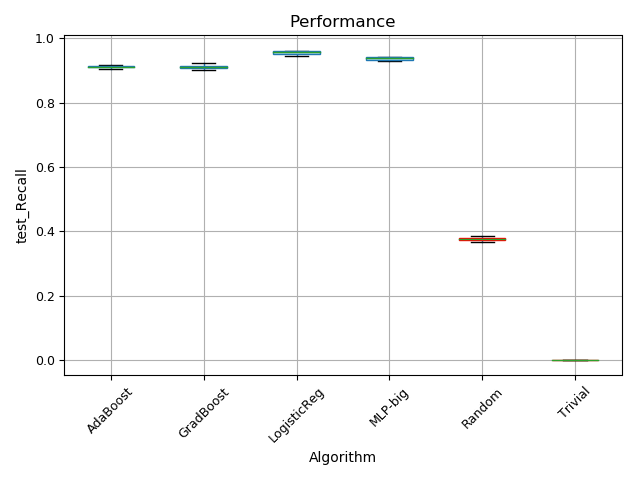 Performance
1.0
0.8
0.6
0.4
0.2
0.0
test_Recall
AdaBoost
GradBoost
LogisticReg
MLP-big
Random
Trivial
Algorithm